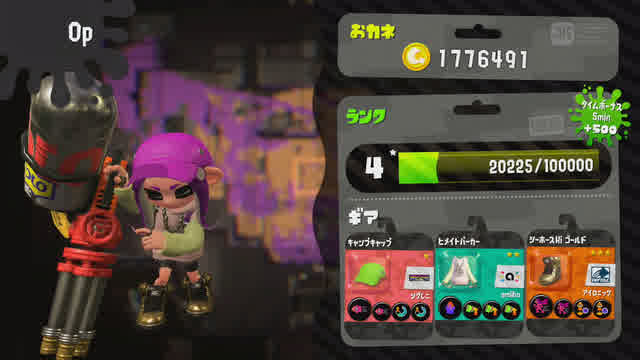 Op
おカネ
1776491
ランク
タイムボーナス
5min
+500
4
20225/100000
ギア
キャンプキャップ
ヒメイトパーカー
シーホースHi ゴールド
ジグレニ
amiibo
アイロニック